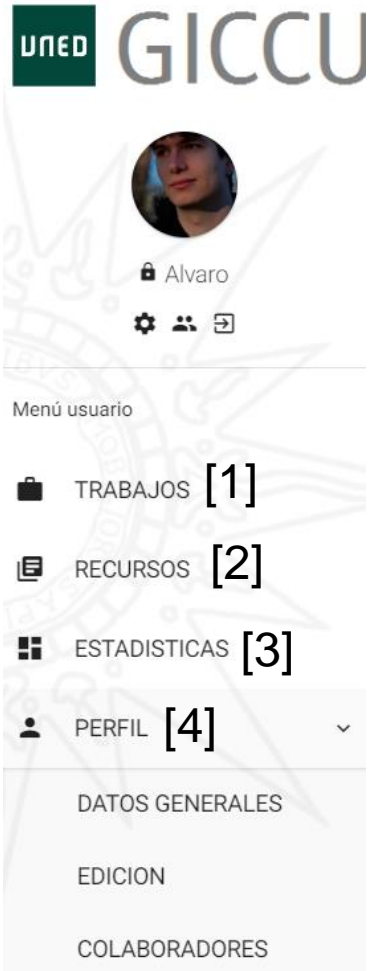 UNED GICCU
Alvaro
Menú usuario
TRABAJOS [1]
RECURSOS [2]
ESTADISTICAS [3]
PERFIL [4]
DATOS GENERALES
EDICION
COLABORADORES